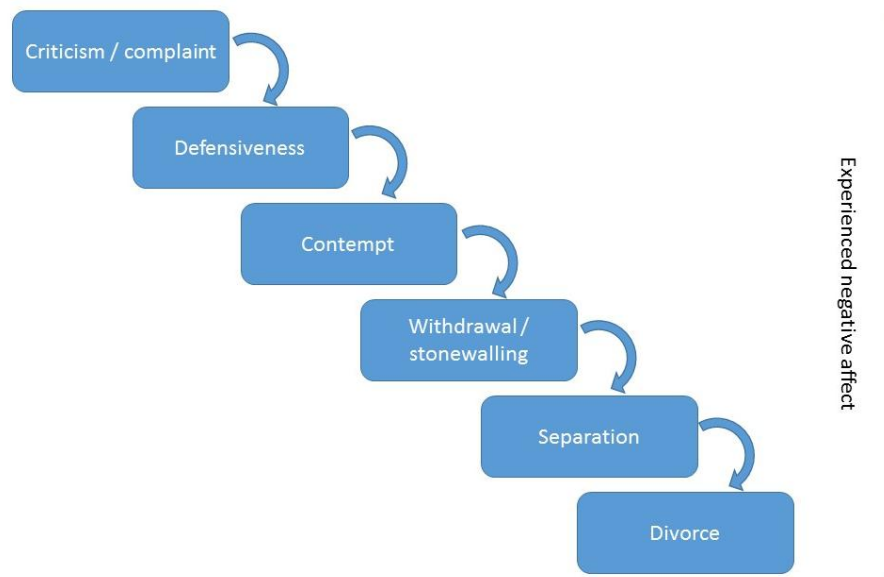 Criticism / complaint
Defensiveness
Contempt
Withdrawal /
stonewalling
Separation
Divorce
Experienced negative affect